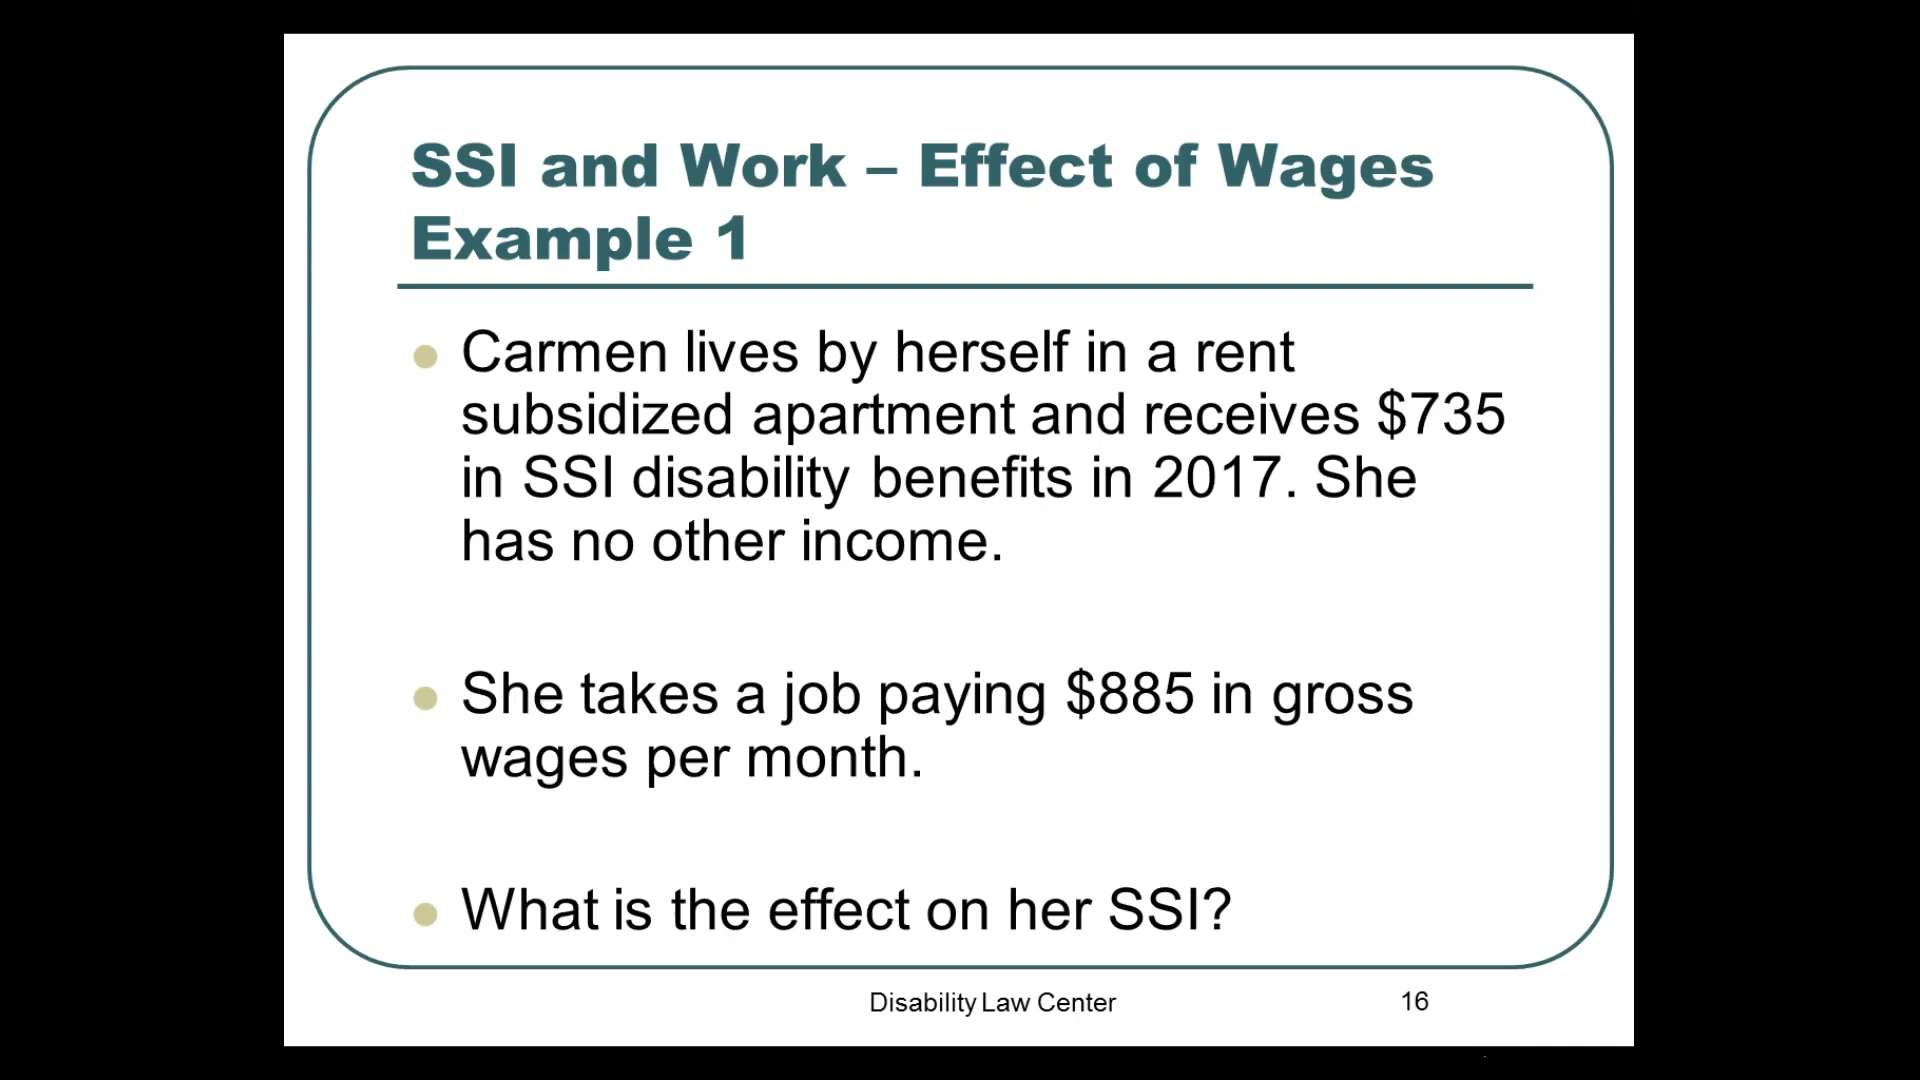 SSI and Work – Effect of Wages
Example 1
Carmen lives by herself in a rent
subsidized apartment and receives $735
in SSI disability benefits in 2017. She
has no other income.
She takes a job paying $885 in gross
wages per month.
What is the effect on her SSI?
Disability Law Center
16